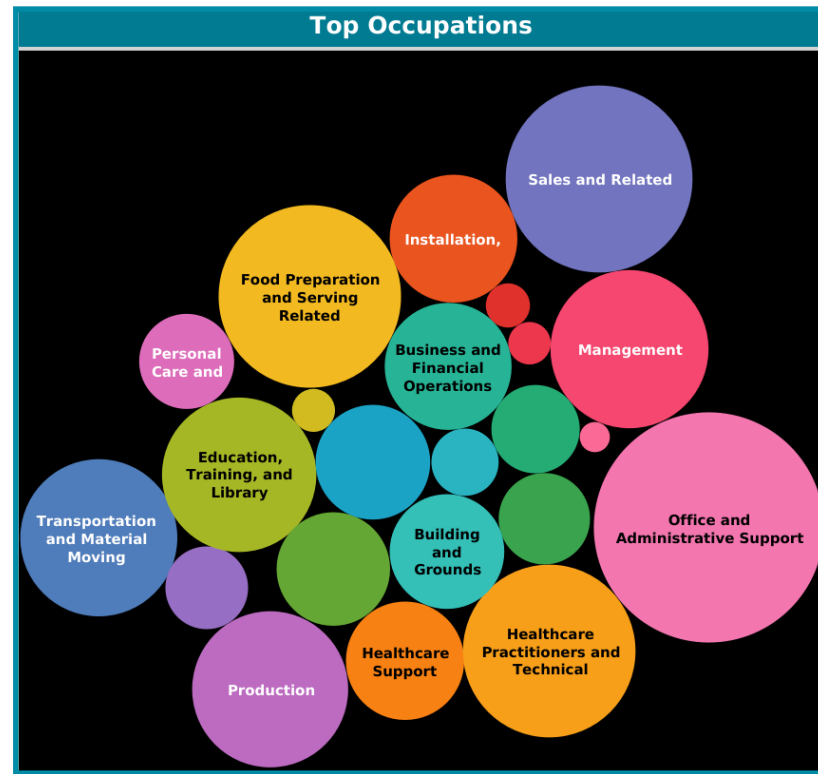 Top Occupations
Sales and Related
Installation,
Food Preparation
and Serving
Related
Personal
Care and
Business and
Financial
Operations
Management
Education,
Training, and
Library
Transportation
and Material
Moving
Building
and
Grounds
Office and
Administrative Support
Healthcare
Support
Healthcare
Practitioners and
Technical
Production